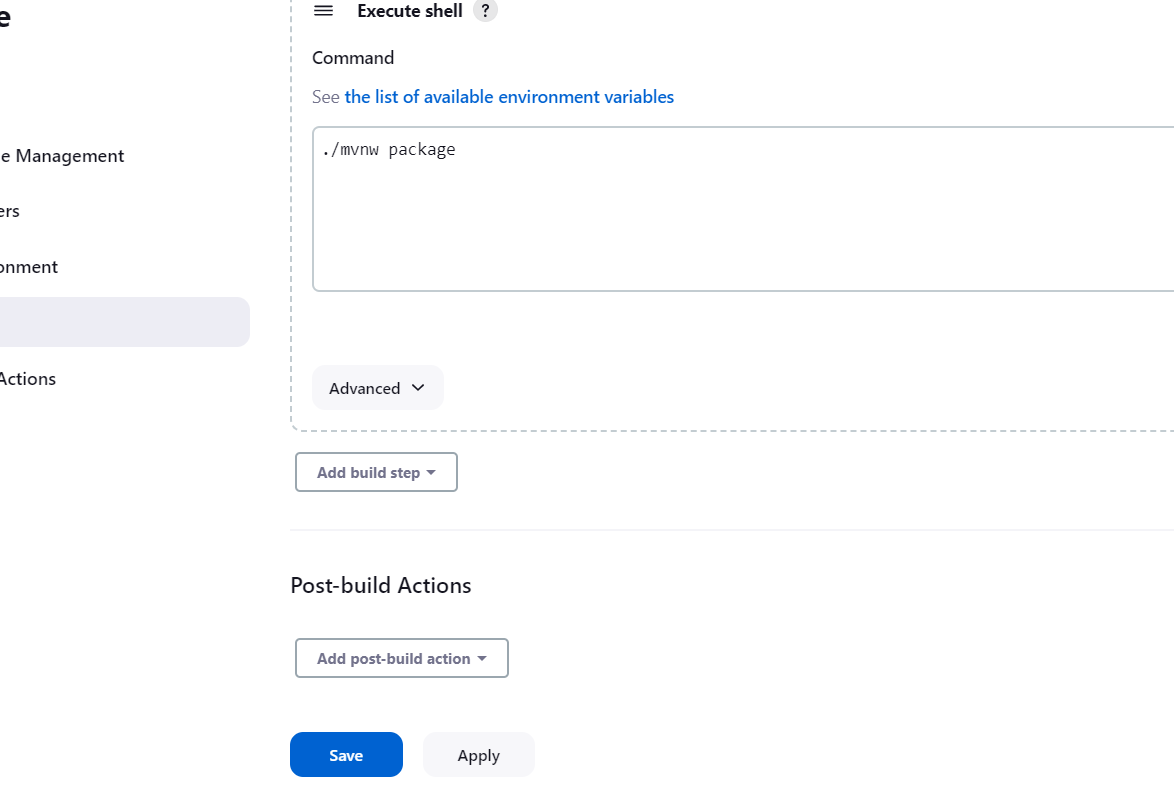 Execute shell ?
Command
See the list of available environment variables
./mvnw package
Advanced
Add build step
Post-build Actions
Add post-build action
Save
Apply
e
e Management
ers
onment
Actions